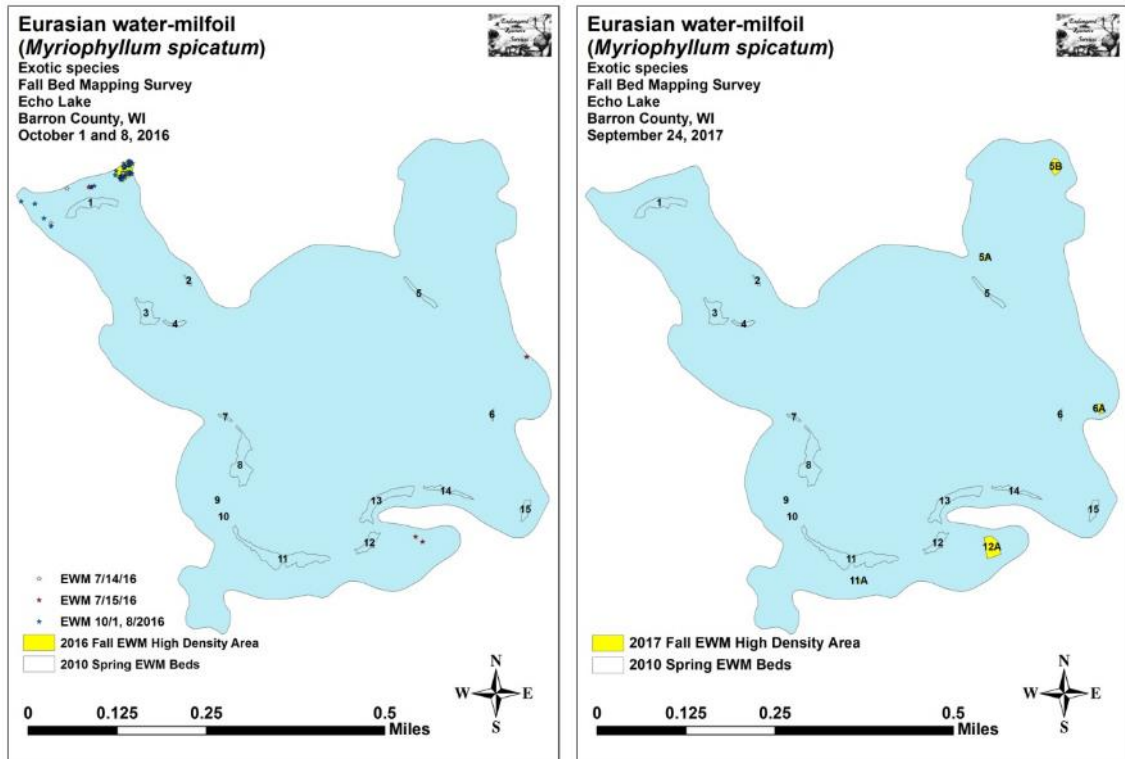 Eurasian water-milfoil
(Myriophyllum spicatum)
Exotic species
Fall Bed Mapping Survey
Echo Lake
Barron County, WI
October 1 and 8, 2016
Endangered
Resource
Services
1
2
3
4
5
6
7
8
9
10
11
12
13
14
15
EWM 7/14/16
EWM 7/15/16
EWM 10/1, 8/2016
2016 Fall EWM High Density Area
2010 Spring EWM Beds
N
W E
S
0 0.125 0.25 0.5
Miles
Eurasian water-milfoil
(Myriophyllum spicatum)
Exotic species
Fall Bed Mapping Survey
Echo Lake
Barron County, WI
September 24, 2017
Endangered
Resource
Services
5B
1
5A
2
5
3
4
6A
7
6
8
9
10
13
14
15
12
12A
11
11A
2017 Fall EWM High Density Area
2010 Spring EWM Beds
N
W E
S
0 0.125 0.25 0.5
Miles